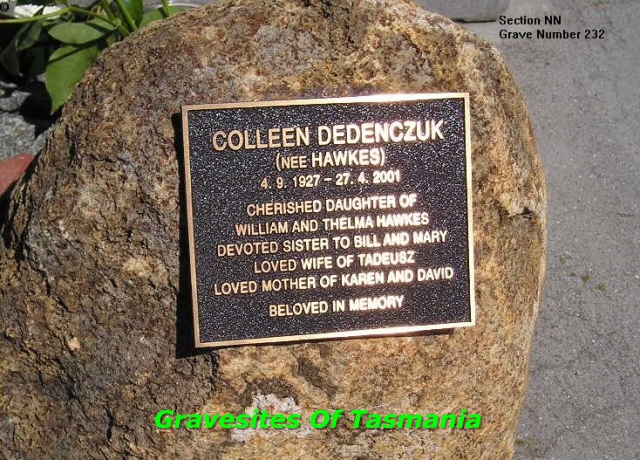 Section NN
Grave Number 232
COLLEEN DEDENCZUK
(NEE HAWKES)
4. 9. 1927 – 27. 4. 2001
CHERISHED DAUGHTER OF
WILLIAM AND THELMA HAWKES
DEVOTED SISTER TO BILL AND MARY
LOVED WIFE OF TADEUSZ
LOVED MOTHER OF KAREN AND DAVID
BELOVED IN MEMORY
Gravesites Of Tasmania